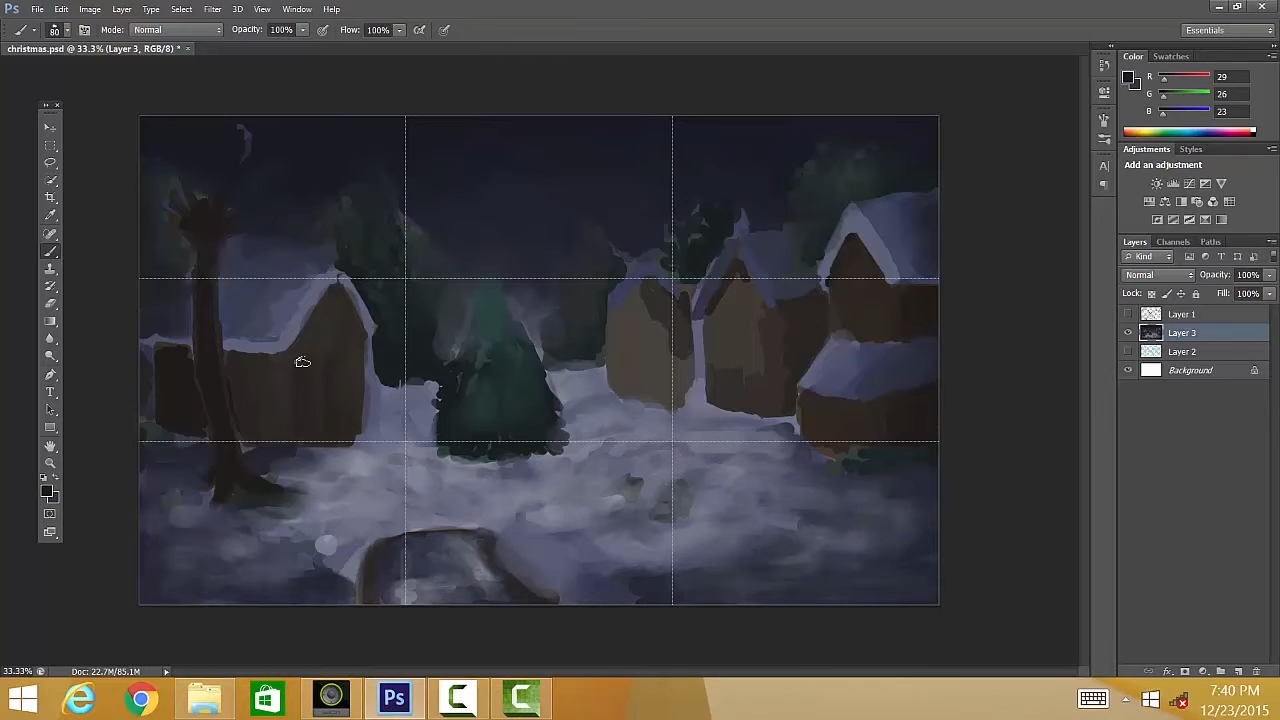 Ps File Edit Image Layer Type Select Filter 3D View Window Help
80 Mode: Normal Opacity: 100% Flow: 100% Essentials
christmas.psd @ 33.3% (Layer 3, RGB/8) * ×
Color Swatches
R 29
G 26
B 23
Adjustments Styles
Add an adjustment
Layers Channels Paths
Kind
Normal Opacity: 100%
Lock: Fill: 100%
Layer 1
Layer 3
Layer 2
Background
33.33% Doc: 22.7M/85.1M
Ps
7:40 PM
12/23/2015